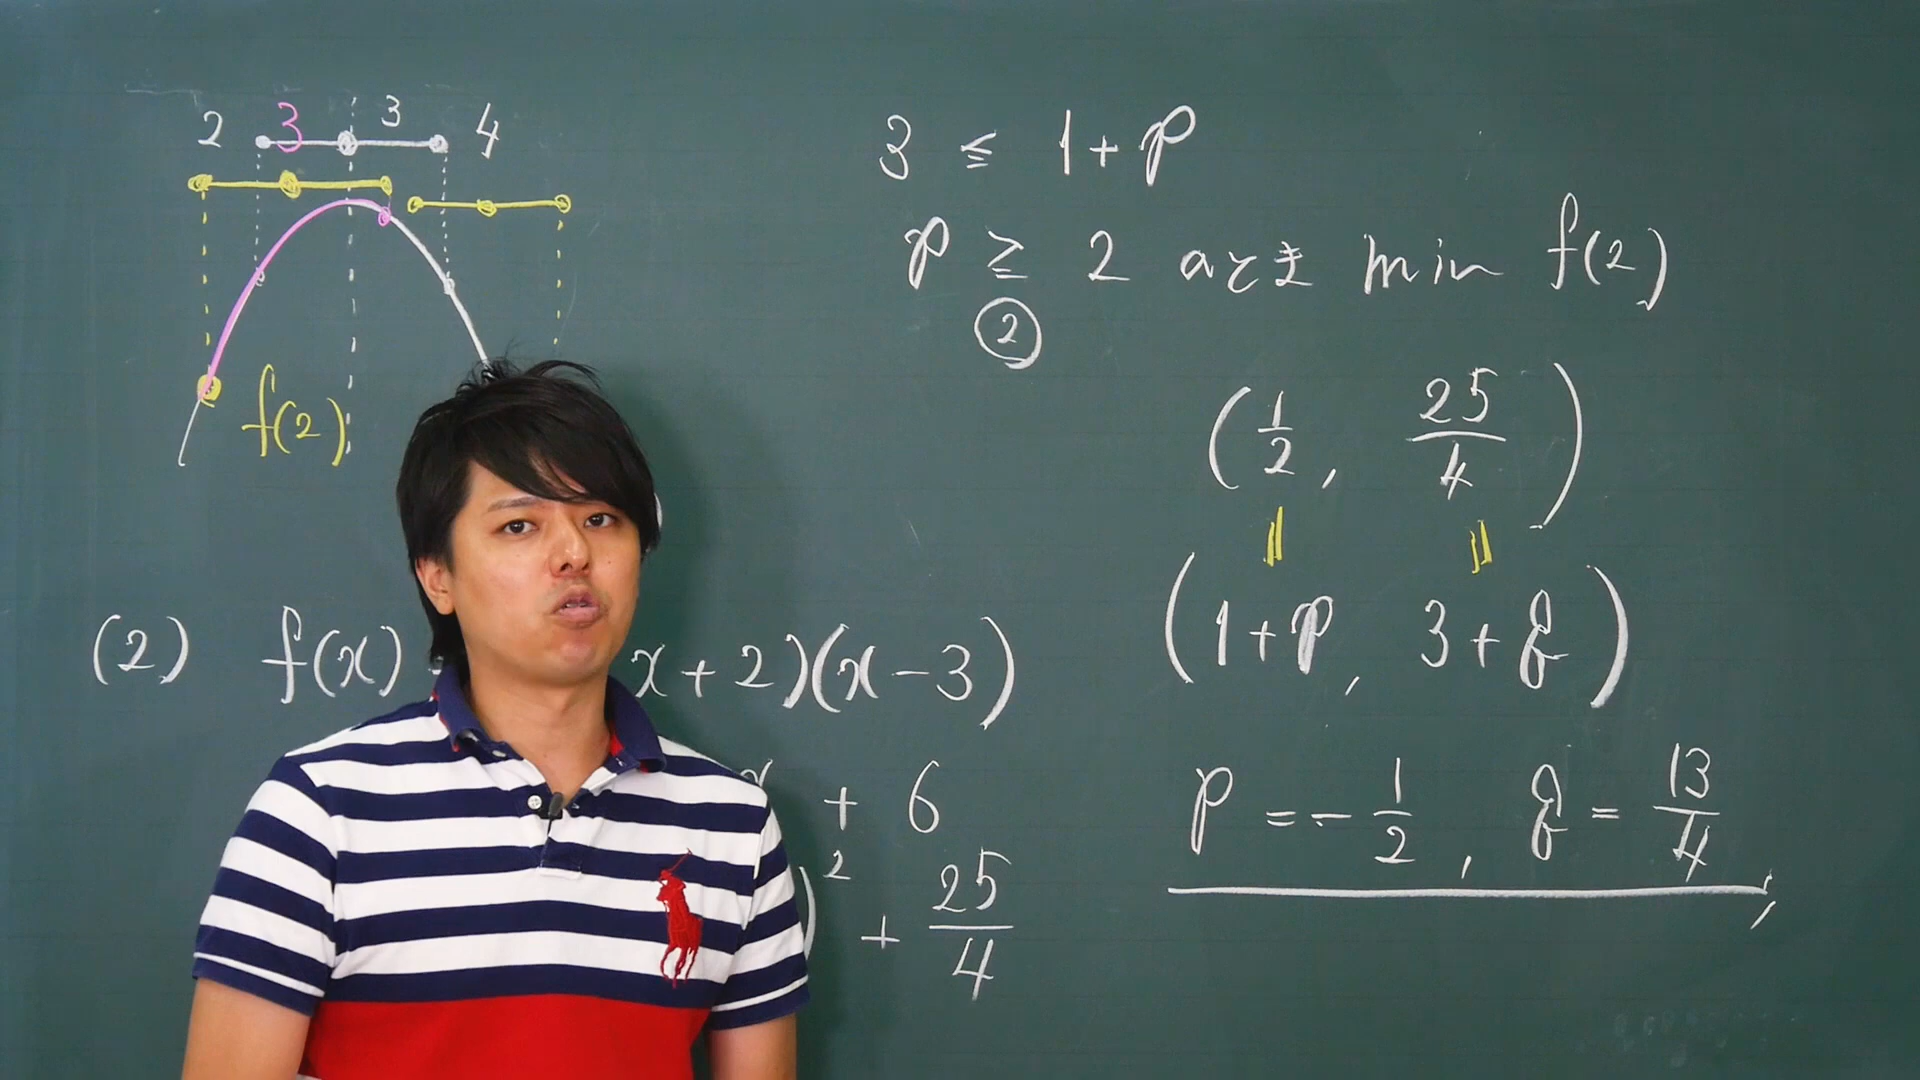 2 3 3 4
f(2)
3 ≦ 1+p
p ≧ 2 のとき min f(2)
②
(1/2, 25/4)
(1+p, 3+q)
p = -1/2, q = 13/4,
(2) f(x) x+2)(x-3)
+ 6
)² + 25/4